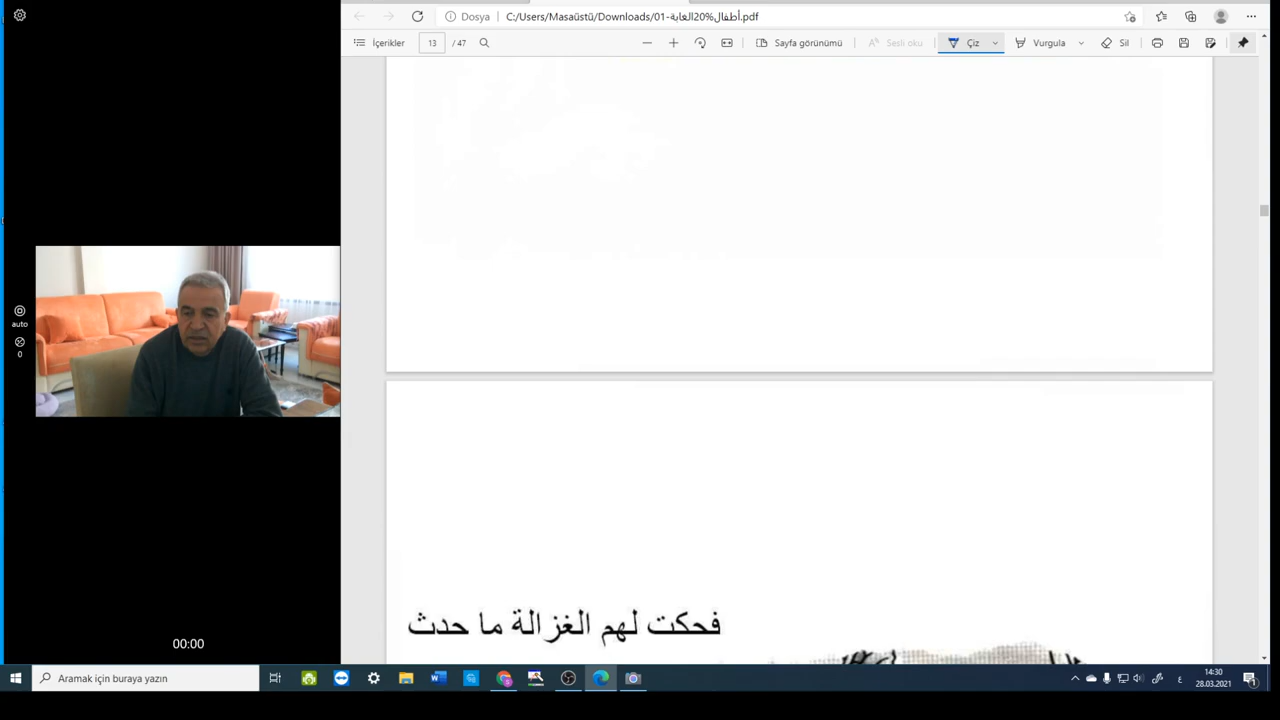 Dosya
C:/Users/Masaüstü/Downloads/01-أطفال%20الغابة.pdf
İçerikler
13 / 47
Sayfa görünümü
Sesli oku
Çiz
Vurgula
Sil
auto
0
فحكت لهم الغزالة ما حدث
00:00
Aramak için buraya yazın
ع
14:30
28.03.2021
1